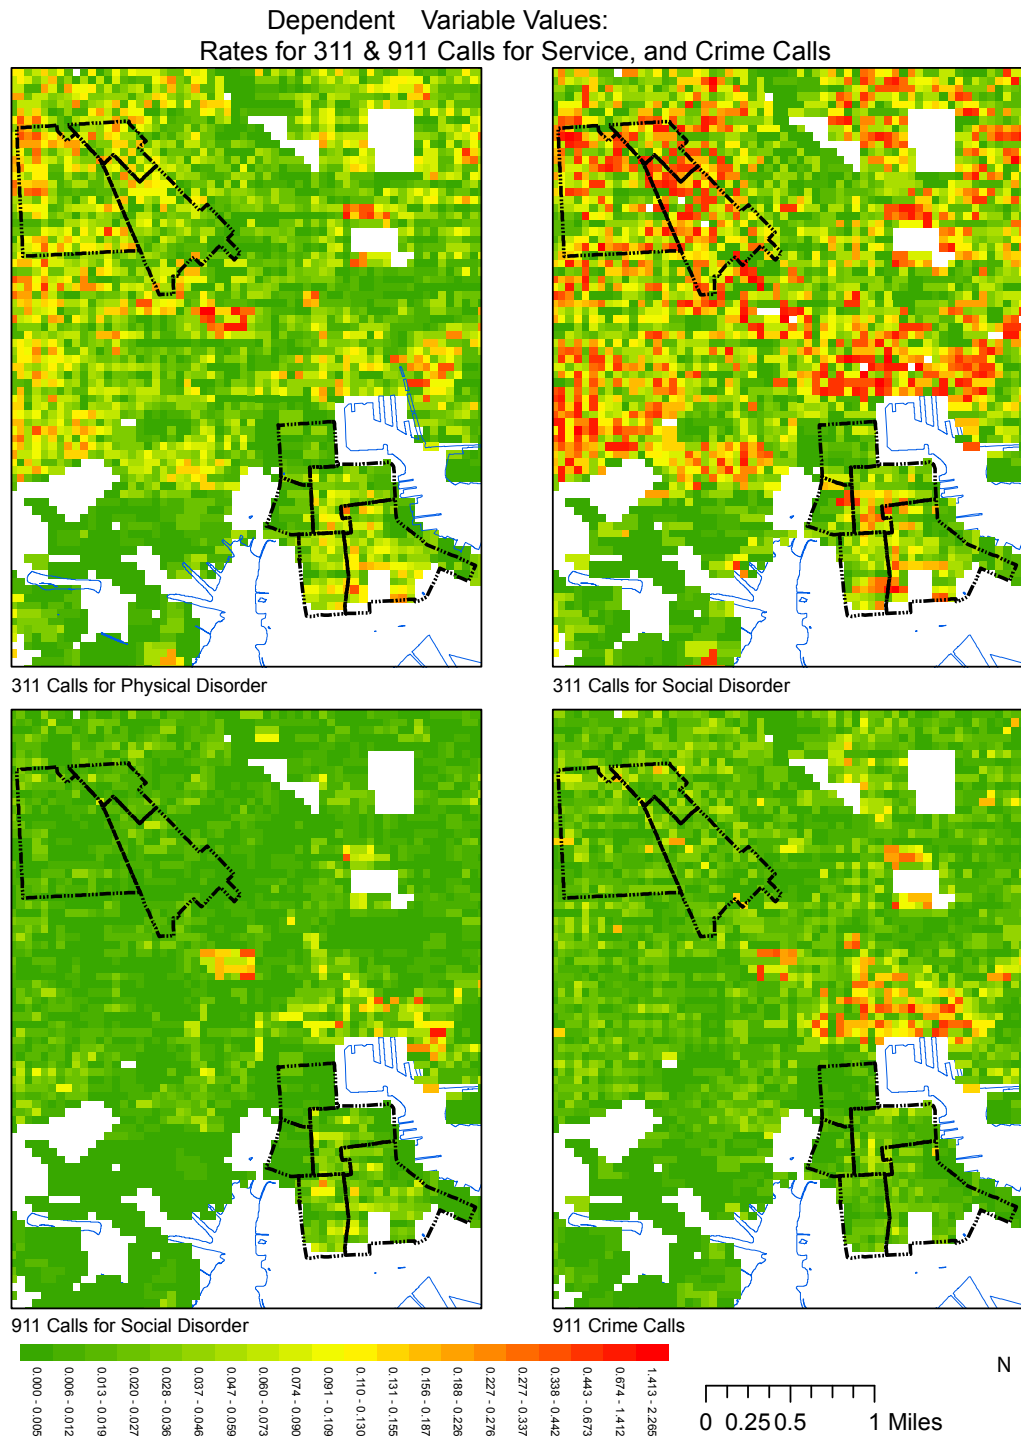 Dependent Variable Values:
Rates for 311 & 911 Calls for Service, and Crime Calls
311 Calls for Physical Disorder
311 Calls for Social Disorder
911 Calls for Social Disorder
911 Crime Calls
0.000 - 0.005
0.006 - 0.012
0.013 - 0.019
0.020 - 0.027
0.028 - 0.036
0.037 - 0.046
0.047 - 0.059
0.060 - 0.073
0.074 - 0.090
0.091 - 0.109
0.110 - 0.130
0.131 - 0.155
0.156 - 0.187
0.188 - 0.226
0.227 - 0.276
0.277 - 0.337
0.338 - 0.442
0.443 - 0.673
0.674 - 1.412
1.413 - 2.265
N
0 0.25 0.5 1 Miles